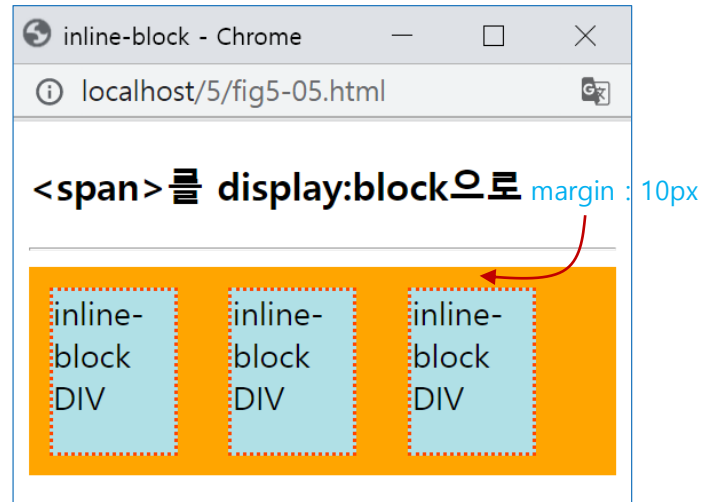 inline-block - Chrome
localhost/5/fig5-05.html
<span>를 display:block으로
margin : 10px
inline-
block
DIV
inline-
block
DIV
inline-
block
DIV